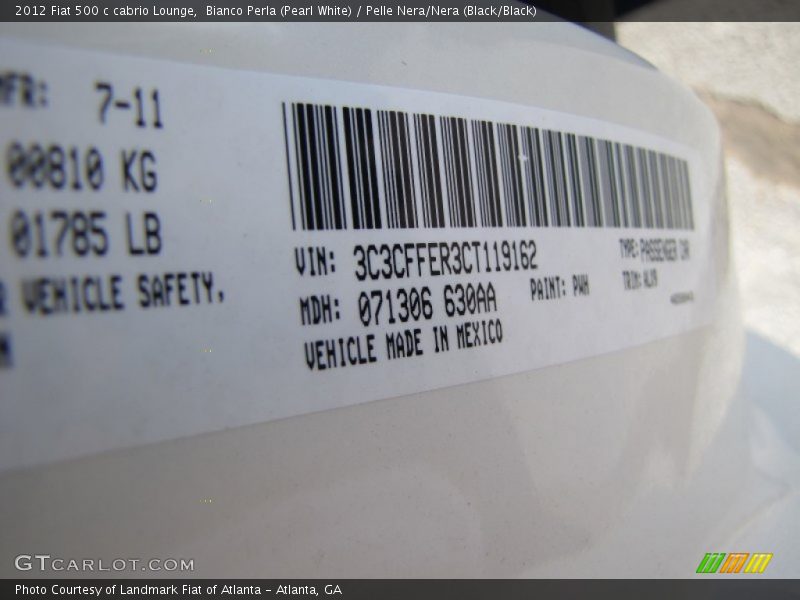 2012 Fiat 500 c cabrio Lounge,  Bianco Perla (Pearl White) / Pelle Nera/Nera (Black/Black)
MFR: 7-11
00810 KG
01785 LB
VEHICLE SAFETY,
VIN: 3C3CFFER3CT119162
TYPE: PASSENGER CAR
MDH: 071306 630AA
PAINT: PWH
TRIM:
VEHICLE MADE IN MEXICO
GTCARLOT.COM
Photo Courtesy of Landmark Fiat of Atlanta - Atlanta, GA